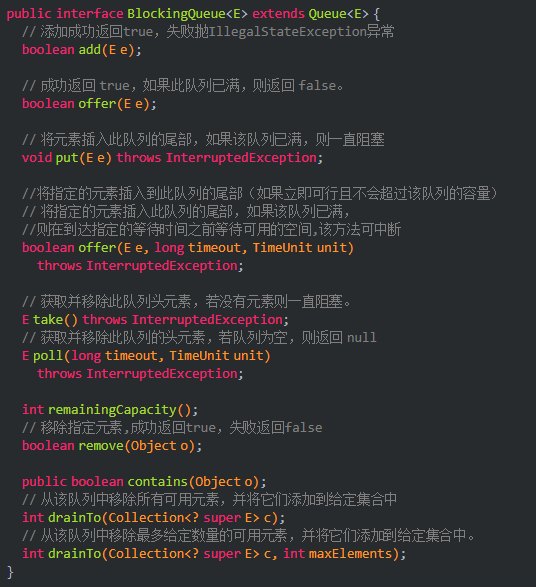 public interface BlockingQueue<E> extends Queue<E> {
// 添加成功返回true，失败抛IllegalStateException异常
boolean add(E e);
// 成功返回 true，如果此队列已满，则返回 false。
boolean offer(E e);
// 将元素插入此队列的尾部，如果该队列已满，则一直阻塞
void put(E e) throws InterruptedException;
//将指定的元素插入到此队列的尾部（如果立即可行且不会超过该队列的容量）
// 将指定的元素插入此队列的尾部，如果该队列已满，
//则在到达指定的等待时间之前等待可用的空间,该方法可中断
boolean offer(E e, long timeout, TimeUnit unit)
throws InterruptedException;
// 获取并移除此队列头元素，若没有元素则一直阻塞。
E take() throws InterruptedException;
// 获取并移除此队列的头元素，若队列为空，则返回 null
E poll(long timeout, TimeUnit unit)
throws InterruptedException;
int remainingCapacity();
// 移除指定元素,成功返回true，失败返回false
boolean remove(Object o);
public boolean contains(Object o);
// 从该队列中移除所有可用元素，并将它们添加到给定集合中
int drainTo(Collection<? super E> c);
// 从该队列中移除最多给定数量的可用元素，并将它们添加到给定集合中。
int drainTo(Collection<? super E> c, int maxElements);
}